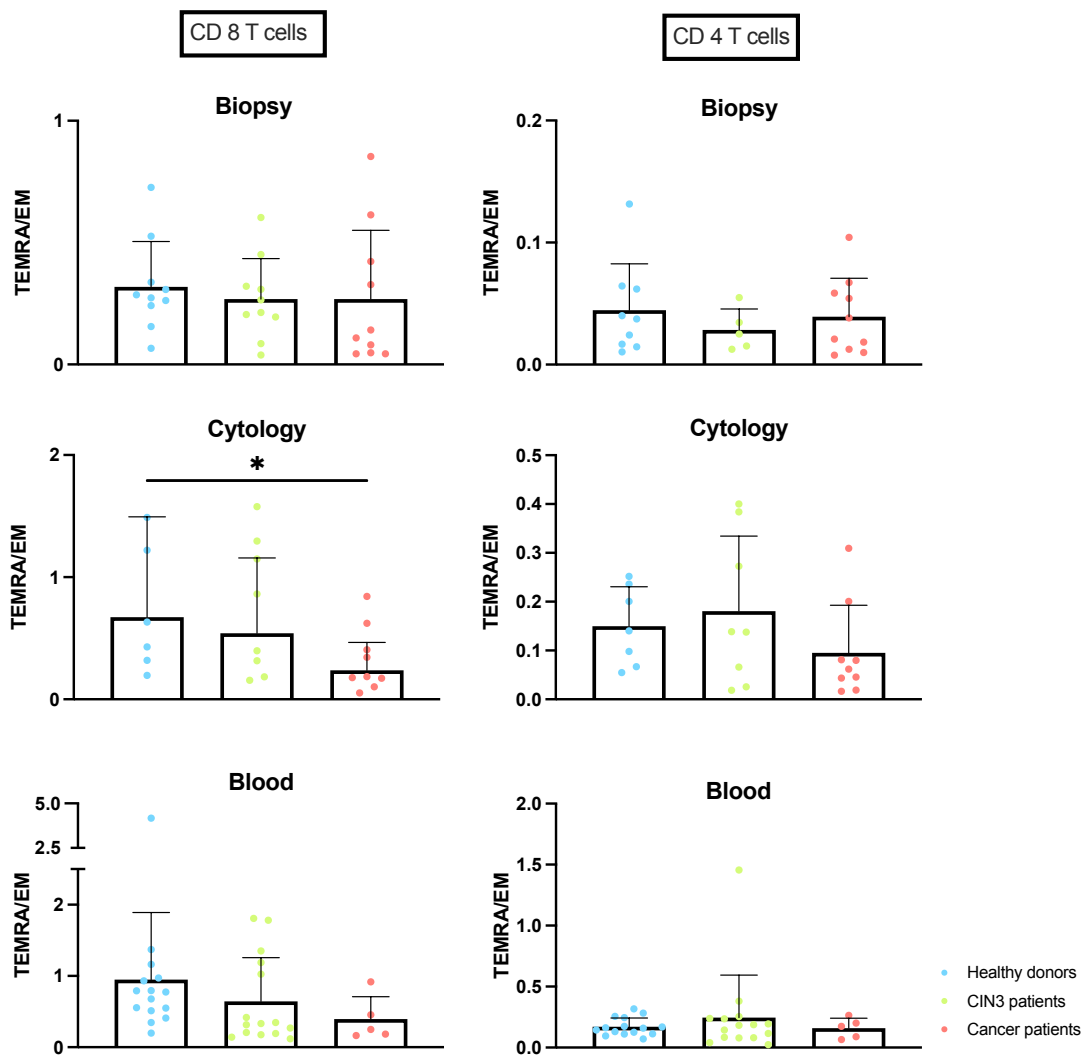 CD 8 T cells
CD 4 T cells
Biopsy
TEMRA/EM
1
0
Biopsy
TEMRA/EM
0.2
0.1
0.0
Cytology
TEMRA/EM
2
1
0
*
Cytology
TEMRA/EM
0.5
0.4
0.3
0.2
0.1
0.0
Blood
TEMRA/EM
5.0
2.5
2
1
0
Blood
TEMRA/EM
2.0
1.5
1.0
0.5
0.0
Healthy donors
CIN3 patients
Cancer patients